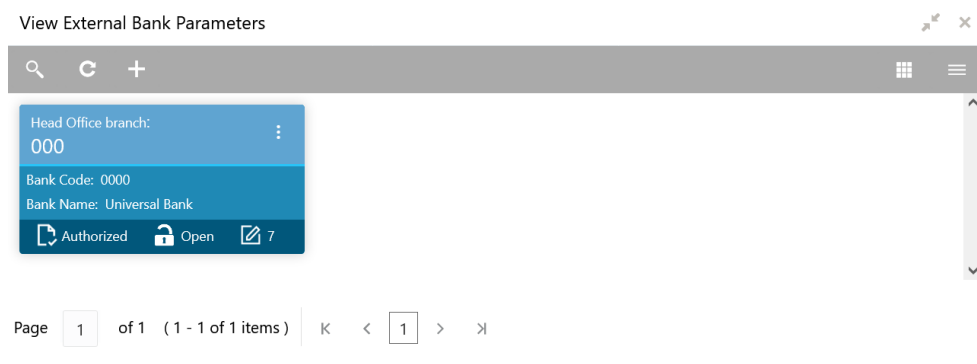 View External Bank Parameters
Head Office branch:
000
Bank Code: 0000
Bank Name: Universal Bank
Authorized Open 7
Page 1 of 1 ( 1 - 1 of 1 items ) 1